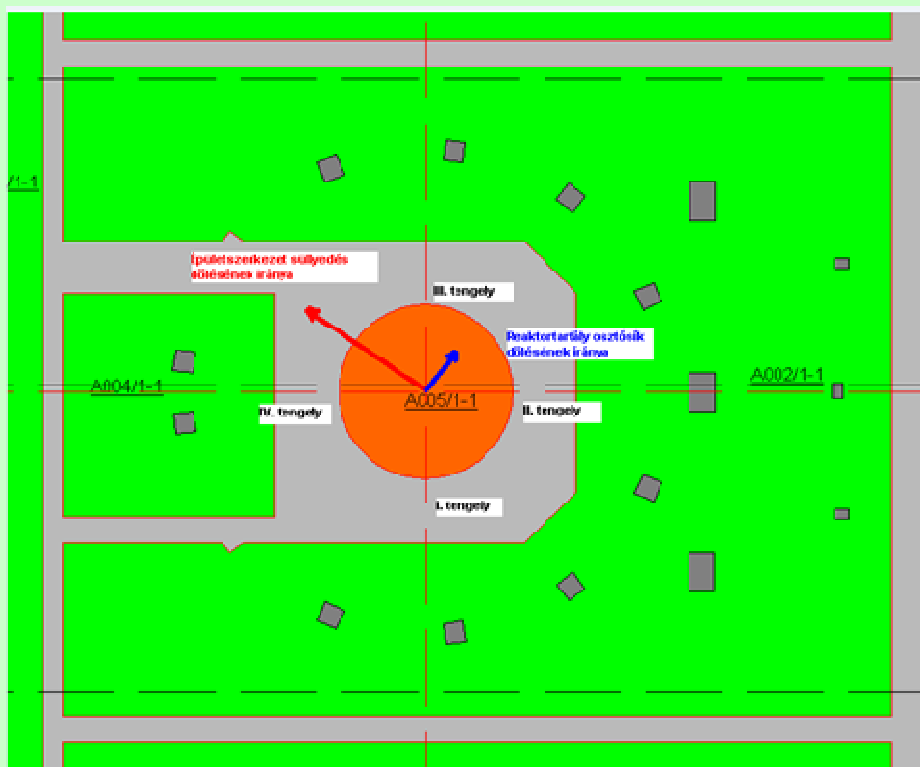 /1-1
Épületszerkezet süllyedés
dőlésének iránya
III. tengely
Reaktortartály osztósík
dőlésének iránya
A004/1-1
A002/1-1
A005/1-1
IV. tengely
II. tengely
I. tengely